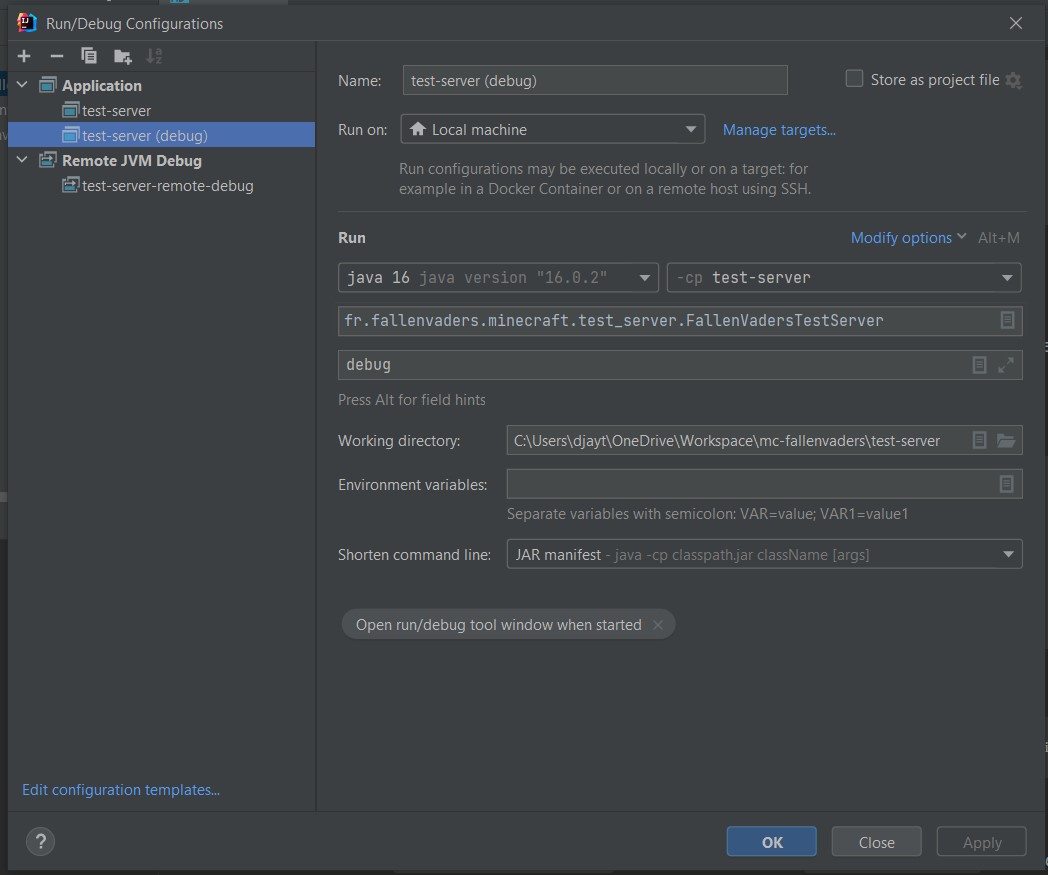 Run/Debug Configurations
Application
test-server
test-server (debug)
Remote JVM Debug
test-server-remote-debug
Edit configuration templates...
Name: test-server (debug) Store as project file
Run on: Local machine Manage targets...
Run configurations may be executed locally or on a target: for
example in a Docker Container or on a remote host using SSH.
Run Modify options Alt+M
java 16 java version "16.0.2" -cp test-server
fr.fallenvaders.minecraft.test_server.FallenVadersTestServer
debug
Press Alt for field hints
Working directory: C:\Users\djayt\OneDrive\Workspace\mc-fallenvaders\test-server
Environment variables:
Separate variables with semicolon: VAR=value; VAR1=value1
Shorten command line: JAR manifest - java -cp classpath.jar className [args]
Open run/debug tool window when started
? OK Close Apply